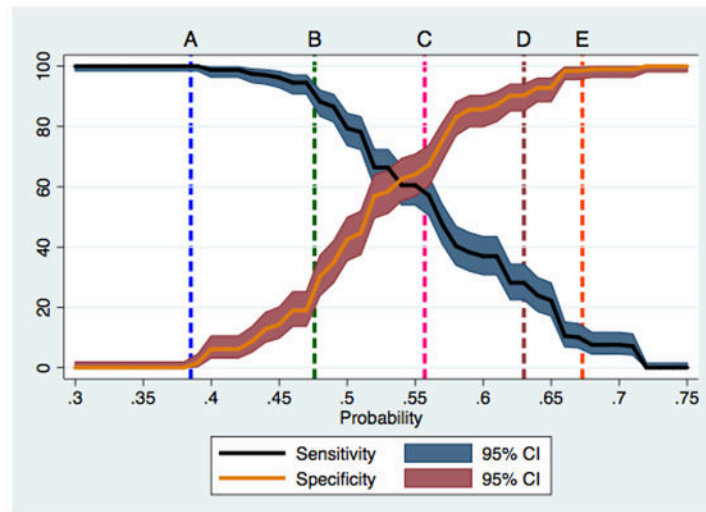 A B C D E
100
80
60
40
20
0
.3 .35 .4 .45 .5 .55 .6 .65 .7 .75
Probability
Sensitivity 95% CI
Specificity 95% CI